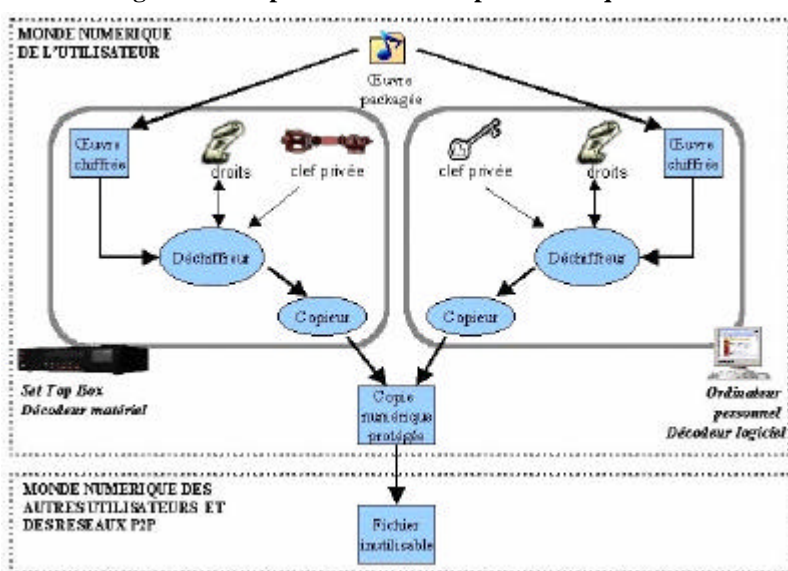 MONDE NUMERIQUE
DE L'UTILISATEUR
Œuvre
packagée
Œuvre
chiffrée
droits
clef privée
clef privée
droits
Œuvre
chiffrée
Déchiffreur
Déchiffreur
Copieur
Copieur
Set Top Box
Décodeur matériel
Ordinateur
personnel
Décodeur logiciel
Copie
numérique
protégée
MONDE NUMERIQUE DES
AUTRES UTILISATEURS ET
DES RESEAUX P2P
Fichier
inutilisable